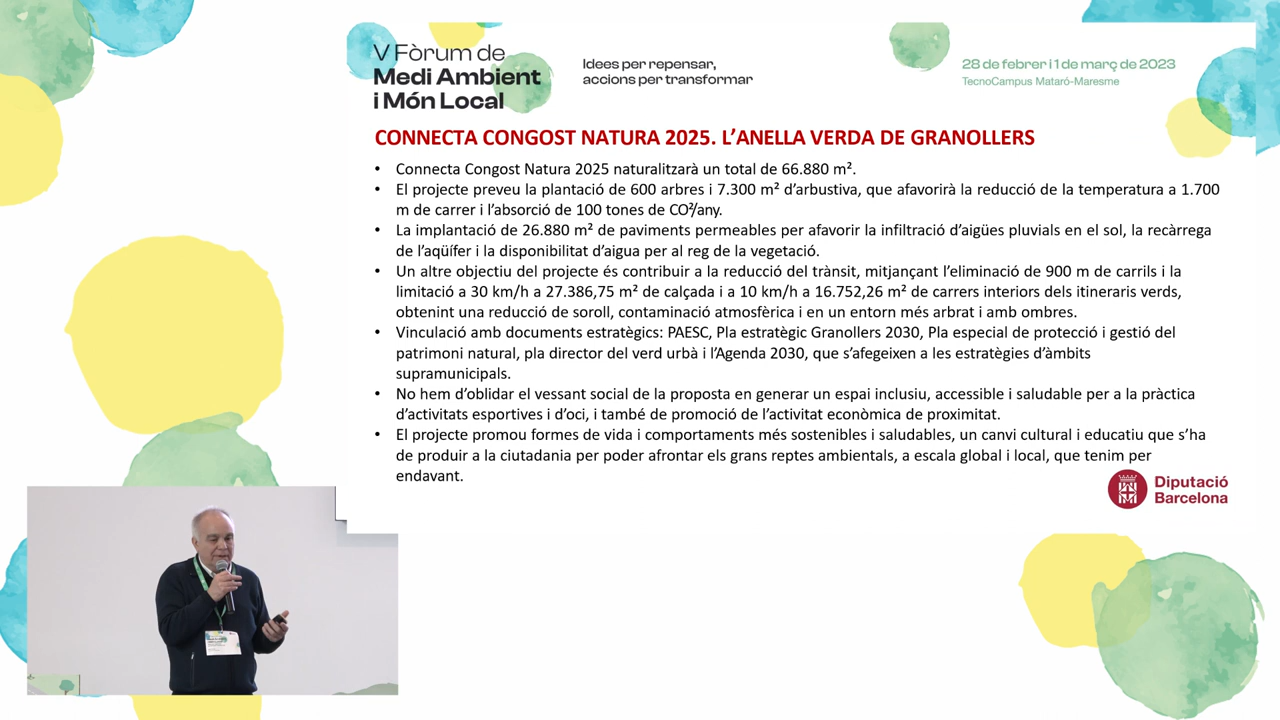 V Fòrum de
Medi Ambient
i Món Local
Idees per repensar,
accions per transformar
28 de febrer i 1 de març de 2023
TecnoCampus Mataró-Maresme
CONNECTA CONGOST NATURA 2025. L'ANELLA VERDA DE GRANOLLERS
• Connecta Congost Natura 2025 naturalitzarà un total de 66.880 m².
• El projecte preveu la plantació de 600 arbres i 7.300 m² d'arbustiva, que afavorirà la reducció de la temperatura a 1.700
m de carrer i l'absorció de 100 tones de CO²/any.
• La implantació de 26.880 m² de paviments permeables per afavorir la infiltració d'aigües pluvials en el sol, la recàrrega
de l'aqüífer i la disponibilitat d'aigua per al reg de la vegetació.
• Un altre objectiu del projecte és contribuir a la reducció del trànsit, mitjançant l'eliminació de 900 m de carrils i la
limitació a 30 km/h a 27.386,75 m² de calçada i a 10 km/h a 16.752,26 m² de carrers interiors dels itineraris verds,
obtenint una reducció de soroll, contaminació atmosfèrica i en un entorn més arbrat i amb ombres.
• Vinculació amb documents estratègics: PAESC, Pla estratègic Granollers 2030, Pla especial de protecció i gestió del
patrimoni natural, pla director del verd urbà i l'Agenda 2030, que s'afegeixen a les estratègies d'àmbits
supramunicipals.
• No hem d'oblidar el vessant social de la proposta en generar un espai inclusiu, accessible i saludable per a la pràctica
d'activitats esportives i d'oci, i també de promoció de l'activitat econòmica de proximitat.
• El projecte promou formes de vida i comportaments més sostenibles i saludables, un canvi cultural i educatiu que s'ha
de produir a la ciutadania per poder afrontar els grans reptes ambientals, a escala global i local, que tenim per
endavant.
Diputació
Barcelona